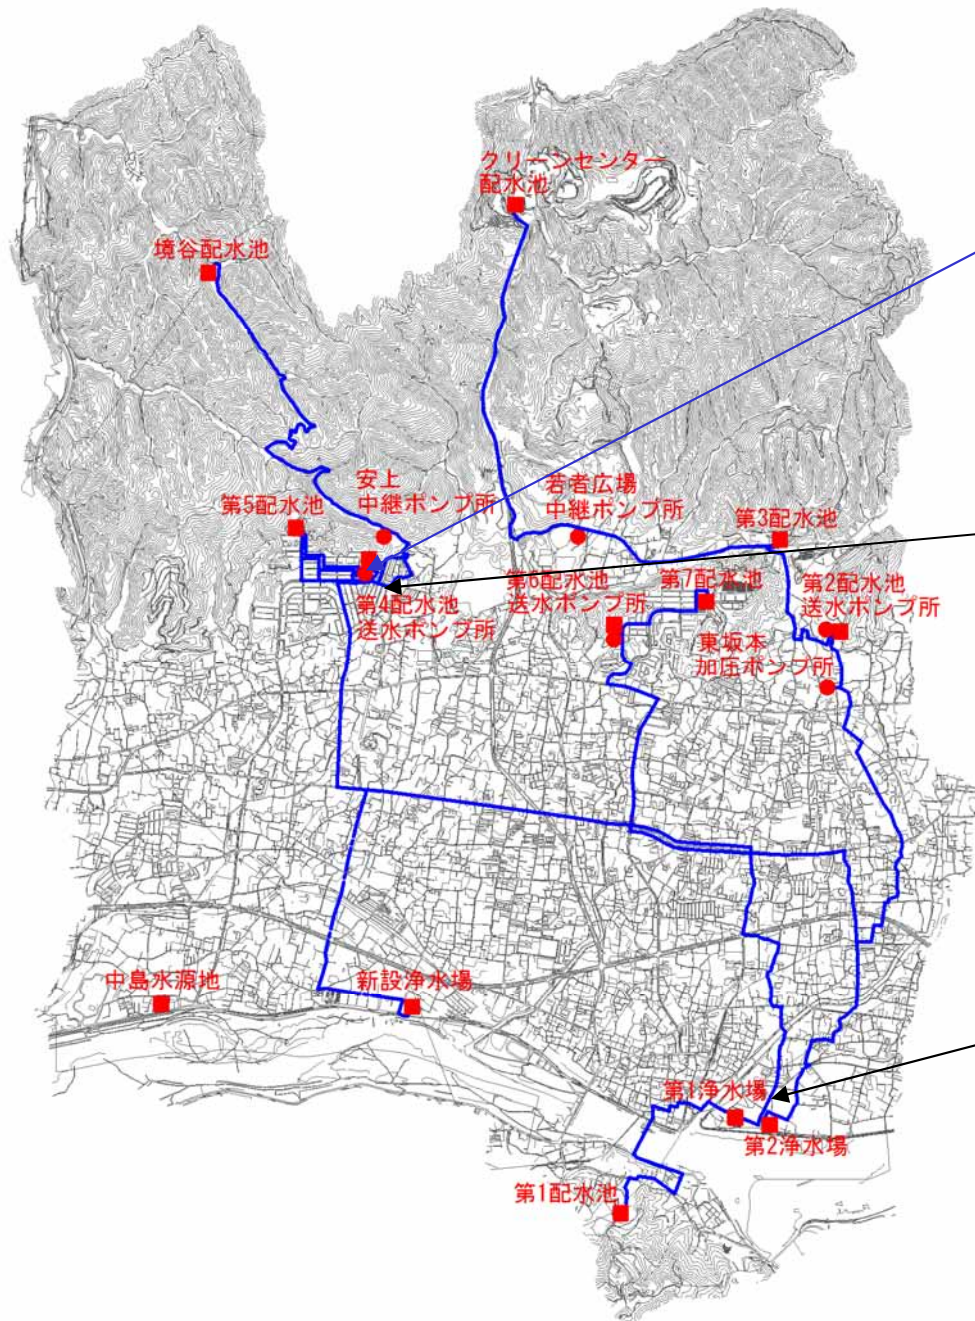 クリーンセンター
配水池
境谷配水池
安上
中継ポンプ所
若者広場
中継ポンプ所
第5配水池
第3配水池
第6配水池
送水ポンプ所
第7配水池
第2配水池
送水ポンプ所
第4配水池
送水ポンプ所
東坂本
加圧ポンプ所
中島水源地
新設浄水場
第1浄水場
第2浄水場
第1配水池